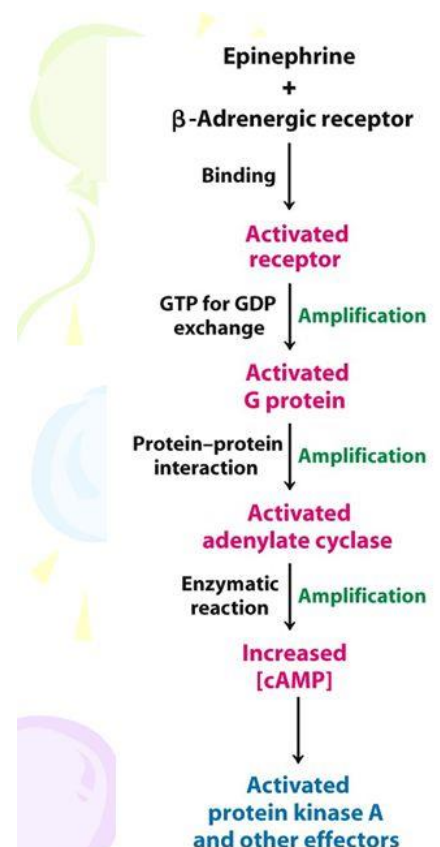 Epinephrine
+
β-Adrenergic receptor
Binding
Activated
receptor
GTP for GDP
exchange
Amplification
Activated
G protein
Protein–protein
interaction
Amplification
Activated
adenylate cyclase
Enzymatic
reaction
Amplification
Increased
[cAMP]
Activated
protein kinase A
and other effectors